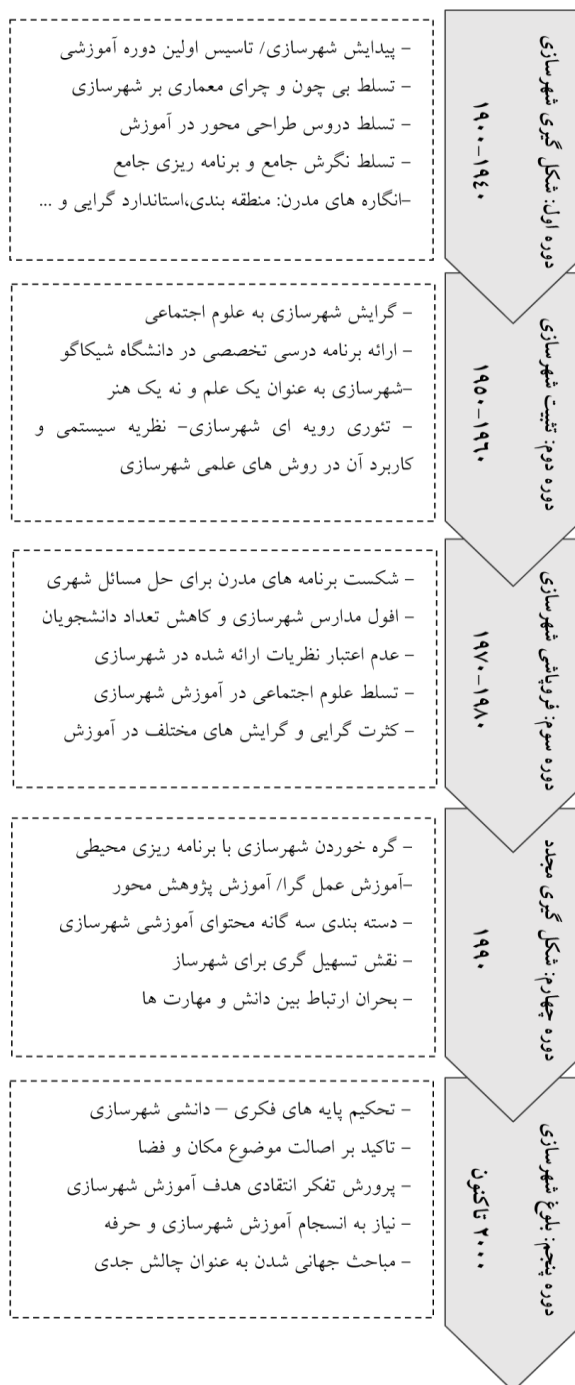 دوره اول: شکل گیری شهرسازی
۱۹۰۰-۱۹٤۰
- پیدایش شهرسازی/ تاسیس اولین دوره آموزشی
- تسلط بی چون و چرای معماری بر شهرسازی
- تسلط دروس طراحی محور در آموزش
- تسلط نگرش جامع و برنامه ریزی جامع
-انگاره های مدرن: منطقه بندی،استاندارد گرایی و ...
دوره دوم: تثبیت شهرسازی
۱۹٥۰-۱۹٦۰
- گرایش شهرسازی به علوم اجتماعی
- ارائه برنامه درسی تخصصی در دانشگاه شیکاگو
-شهرسازی به عنوان یک علم و نه یک هنر
- تئوری رویه ای شهرسازی- نظریه سیستمی و
کاربرد آن در روش های علمی شهرسازی
دوره سوم: فروپاشی شهرسازی
۱۹۷۰-۱۹۸۰
- شکست برنامه های مدرن برای حل مسائل شهری
- افول مدارس شهرسازی و کاهش تعداد دانشجویان
- عدم اعتبار نظریات ارائه شده در شهرسازی
- تسلط علوم اجتماعی در آموزش شهرسازی
- کثرت گرایی و گرایش های مختلف در آموزش
دوره چهارم: شکل گیری مجدد
۱۹۹۰
- گره خوردن شهرسازی با برنامه ریزی محیطی
-آموزش عمل گرا/ آموزش پژوهش محور
- دسته بندی سه گانه محتوای آموزشی شهرسازی
- نقش تسهیل گری برای شهرساز
- بحران ارتباط بین دانش و مهارت ها
دوره پنجم: بلوغ شهرسازی
۲۰۰۰ تاکنون
- تحکیم پایه های فکری – دانشی شهرسازی
- تاکید بر اصالت موضوع مکان و فضا
- پرورش تفکر انتقادی هدف آموزش شهرسازی
- نیاز به انسجام آموزش شهرسازی و حرفه
- مباحث جهانی شدن به عنوان چالش جدی